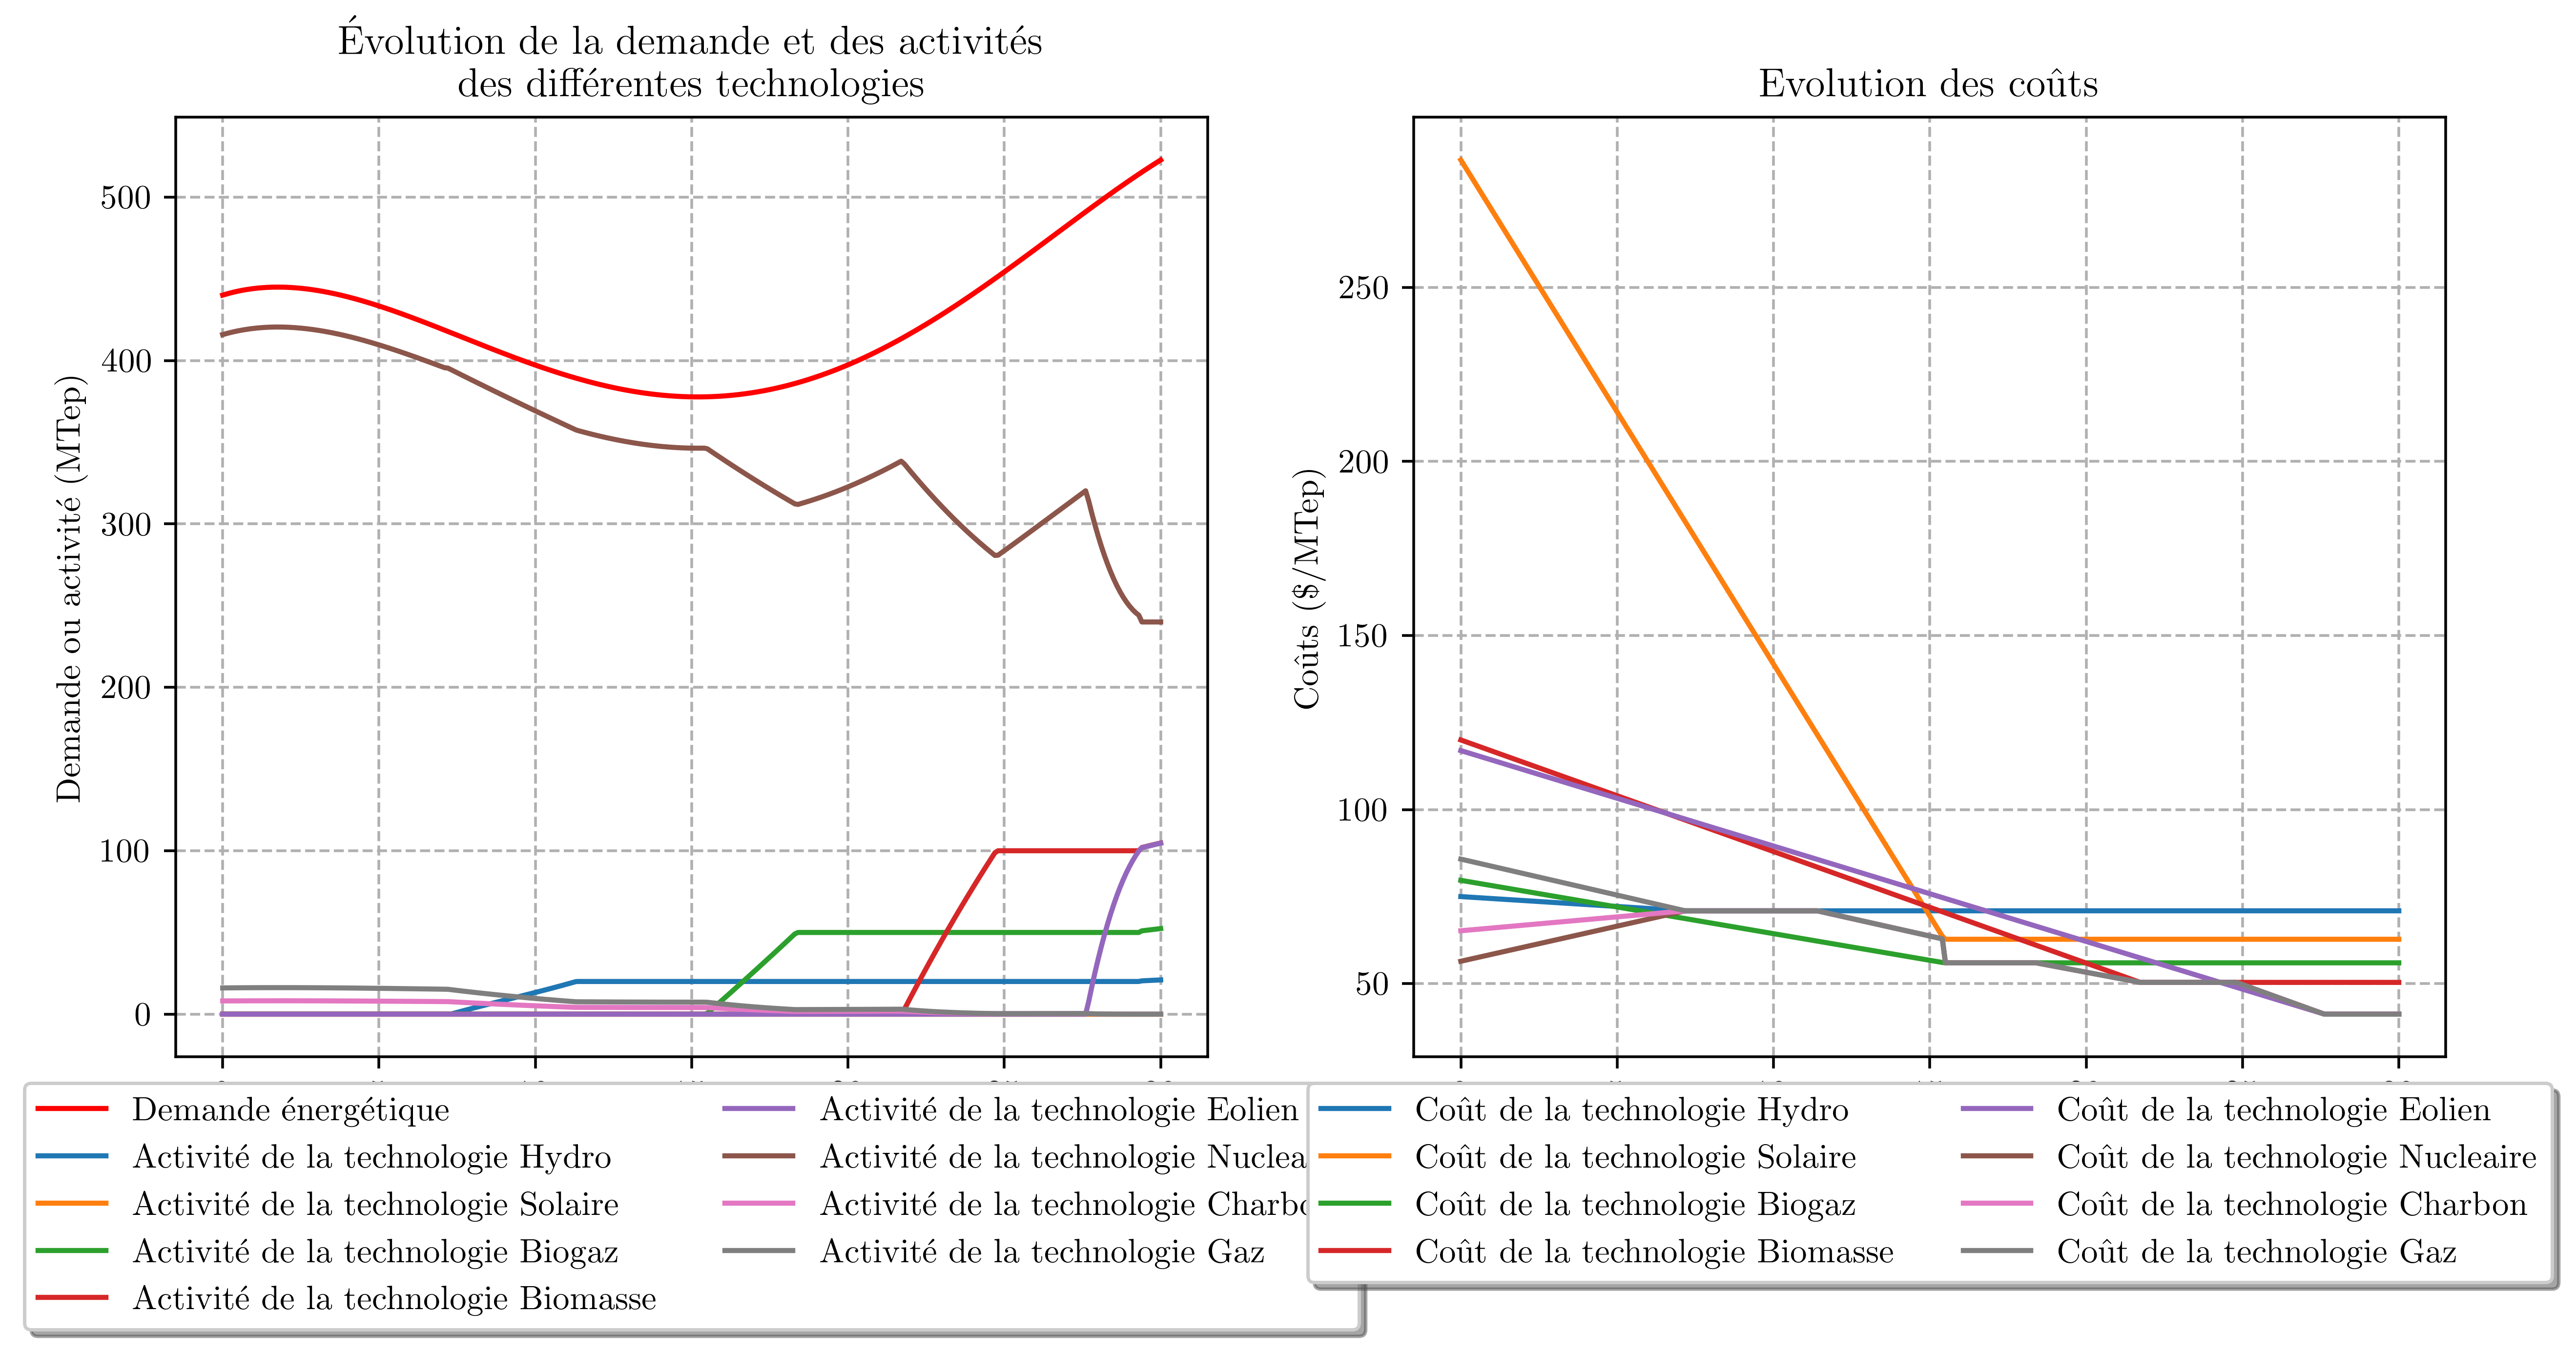 Évolution de la demande et des activités
des différentes technologies
Demande ou activité (MTep)
500
400
300
200
100
0
Demande énergétique
Activité de la technologie Hydro
Activité de la technologie Solaire
Activité de la technologie Biogaz
Activité de la technologie Biomasse
Activité de la technologie Eolien
Activité de la technologie
Activité de la technologie
Activité de la technologie Gaz
Evolution des coûts
Coûts ($/MTep)
250
200
150
100
50
Coût de la technologie Hydro
Coût de la technologie Solaire
Coût de la technologie Biogaz
Coût de la technologie Biomasse
Coût de la technologie Eolien
Coût de la technologie Nucleaire
Coût de la technologie Charbon
Coût de la technologie Gaz